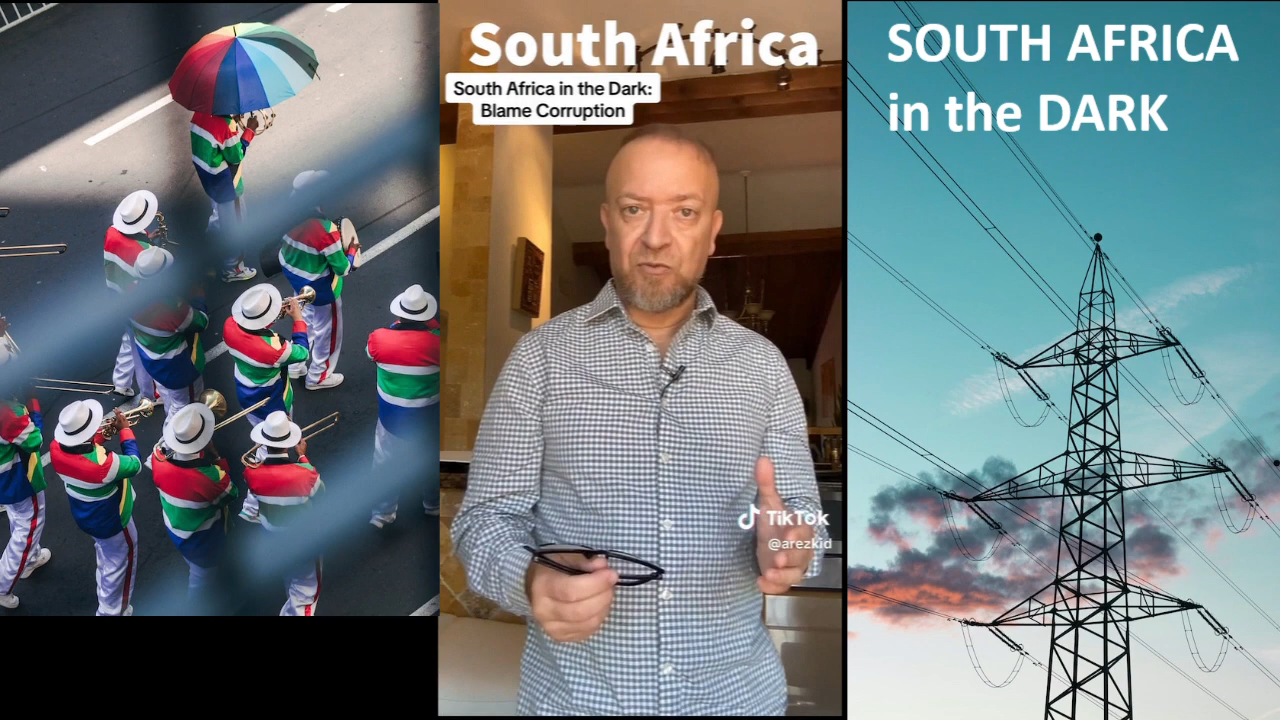 South Africa
South Africa in the Dark:
Blame Corruption
TikTok
@arezkid
SOUTH AFRICA
in the DARK